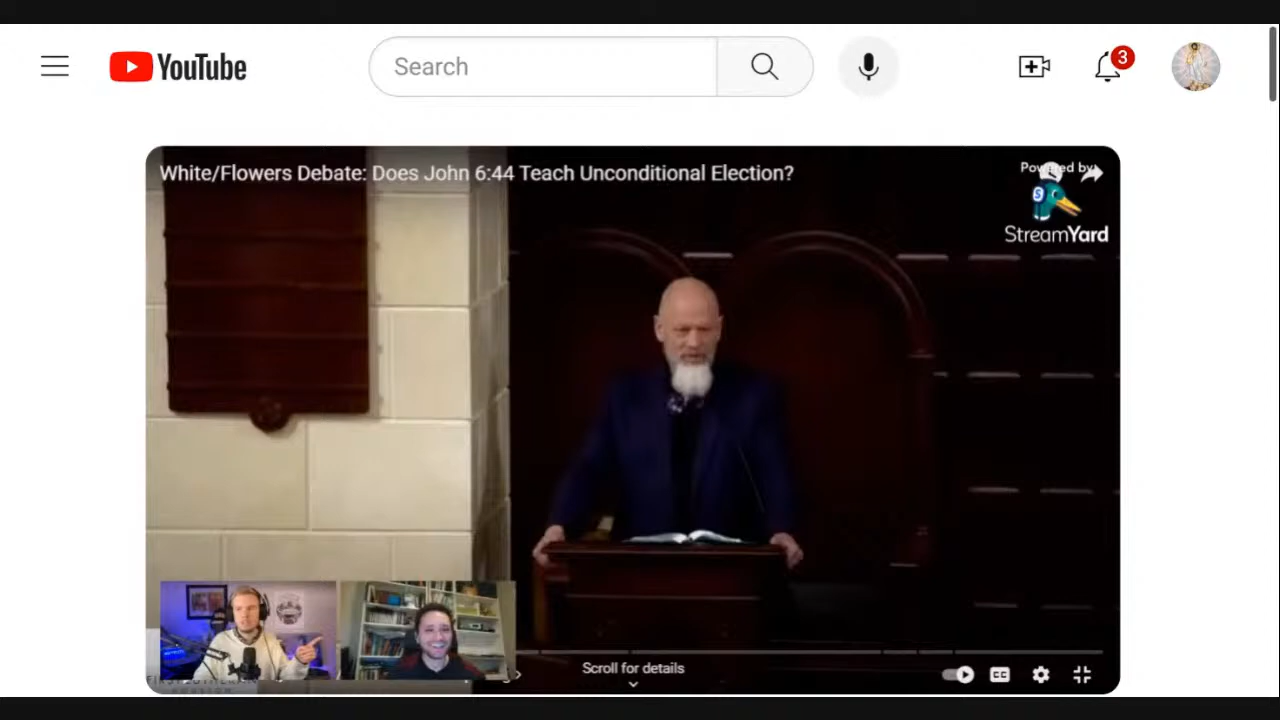 YouTube
Search
3
White/Flowers Debate: Does John 6:44 Teach Unconditional Election?
Powered by
S
StreamYard
Scroll for details
CC